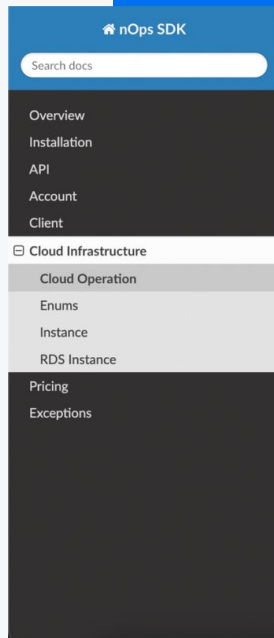 nOps SDK
Search docs
Overview
Installation
API
Account
Client
Cloud Infrastructure
Cloud Operation
Enums
Instance
RDS Instance
Pricing
Exceptions